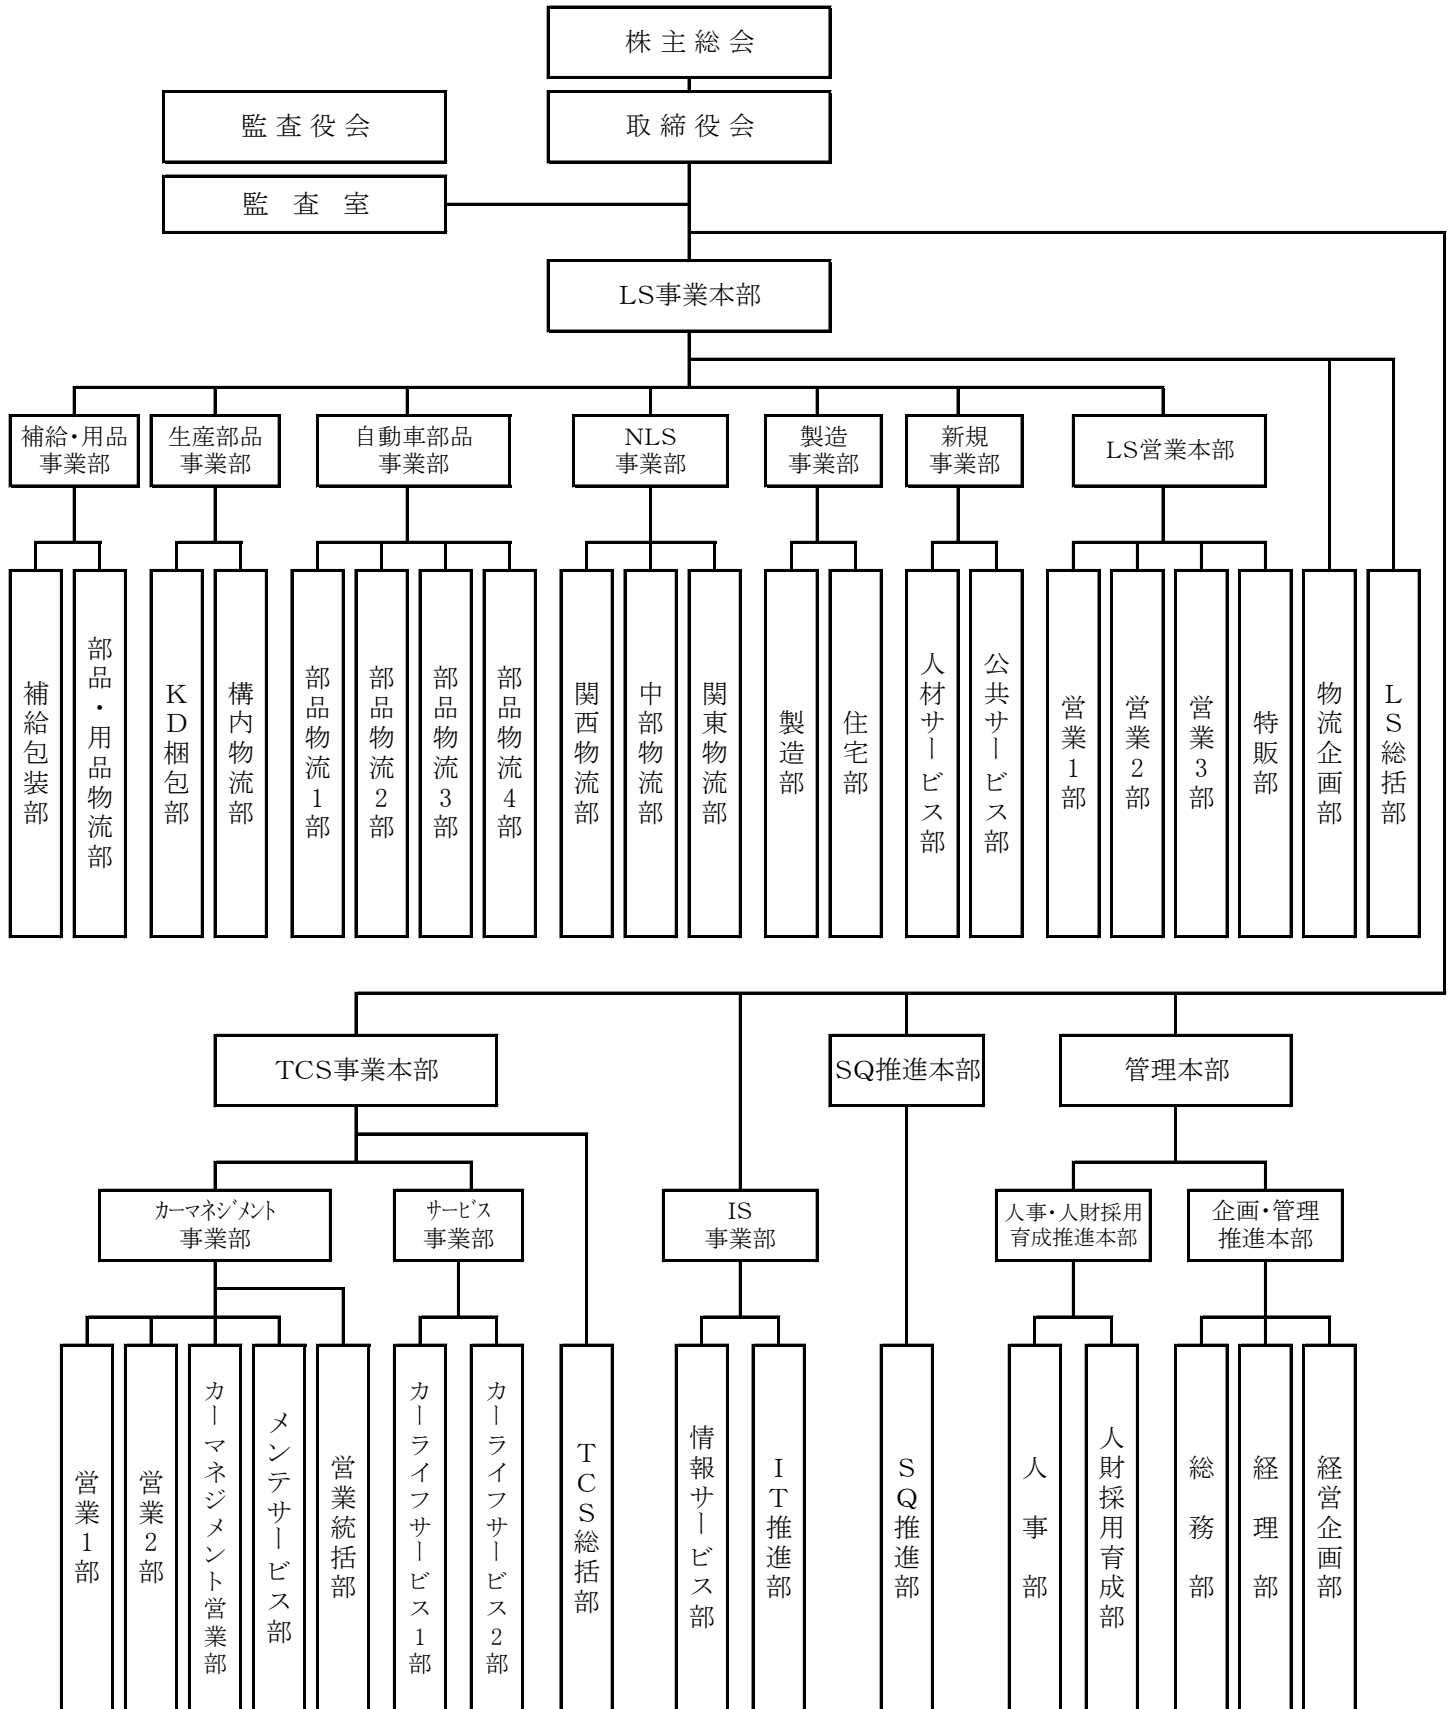 株主総会
監査役会
取締役会
監査室
LS事業本部
補給・用品
事業部
生産部品
事業部
自動車部品
事業部
NLS
事業部
製造
事業部
新規
事業部
LS営業本部
補給包装部
部品・用品物流部
KD梱包部
構内物流部
部品物流1部
部品物流2部
部品物流3部
部品物流4部
関西物流部
中部物流部
関東物流部
製造部
住宅部
人材サービス部
公共サービス部
営業1部
営業2部
営業3部
特販部
物流企画部
LS総括部
TCS事業本部
SQ推進本部
管理本部
カーマネジメント
事業部
サービス
事業部
IS
事業部
人事・人財採用
育成推進本部
企画・管理
推進本部
営業1部
営業2部
カーマネジメント営業部
メンテサービス部
営業統括部
カーライフサービス1部
カーライフサービス2部
TCS総括部
情報サービス部
IT推進部
SQ推進部
人事部
人財採用育成部
総務部
経理部
経営企画部